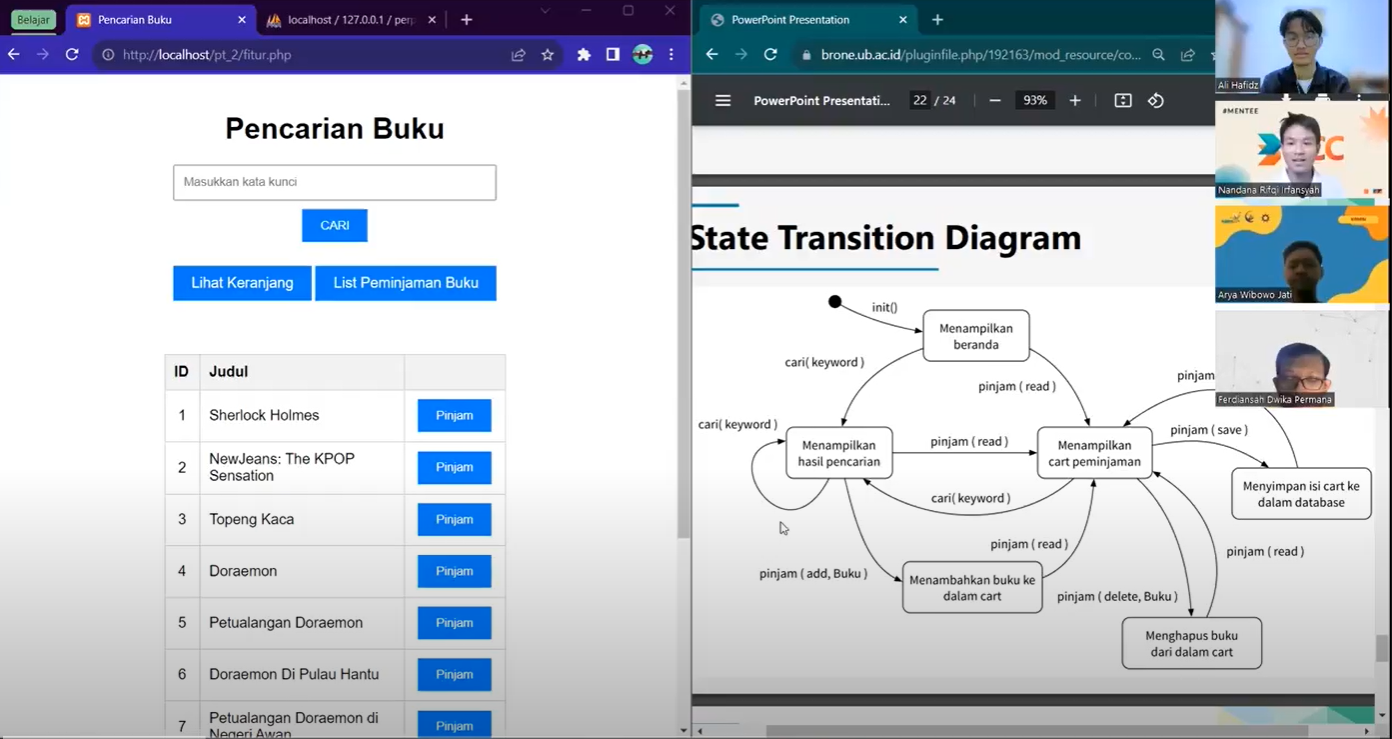 Belajar
Pencarian Buku
localhost / 127.0.0.1 / per
http://localhost/pt_2/fitur.php
Pencarian Buku
Masukkan kata kunci
CARI
Lihat Keranjang
List Peminjaman Buku
ID Judul
1 Sherlock Holmes Pinjam
2 NewJeans: The KPOP
Sensation Pinjam
3 Topeng Kaca Pinjam
4 Doraemon Pinjam
5 Petualangan Doraemon Pinjam
6 Doraemon Di Pulau Hantu Pinjam
7 Petualangan Doraemon di
Negeri Awan Pinjam
PowerPoint Presentation
brone.ub.ac.id/pluginfile.php/192163/mod_resource/co...
PowerPoint Presentati...
22 / 24
93%
State Transition Diagram
init()
Menampilkan
beranda
cari( keyword )
pinjam ( read )
pinjam
cari( keyword )
Menampilkan
hasil pencarian
pinjam ( read )
Menampilkan
cart peminjaman
pinjam ( save )
Menyimpan isi cart ke
dalam database
cari( keyword )
pinjam ( read )
pinjam ( read )
pinjam ( add, Buku )
Menambahkan buku ke
dalam cart
pinjam ( delete, Buku )
Menghapus buku
dari dalam cart
Ali Hafidz
#MENTEE
CC
Nandana Rifqi Irfansyah
Arya Wibowo Jati
Ferdiansah Dwika Permana